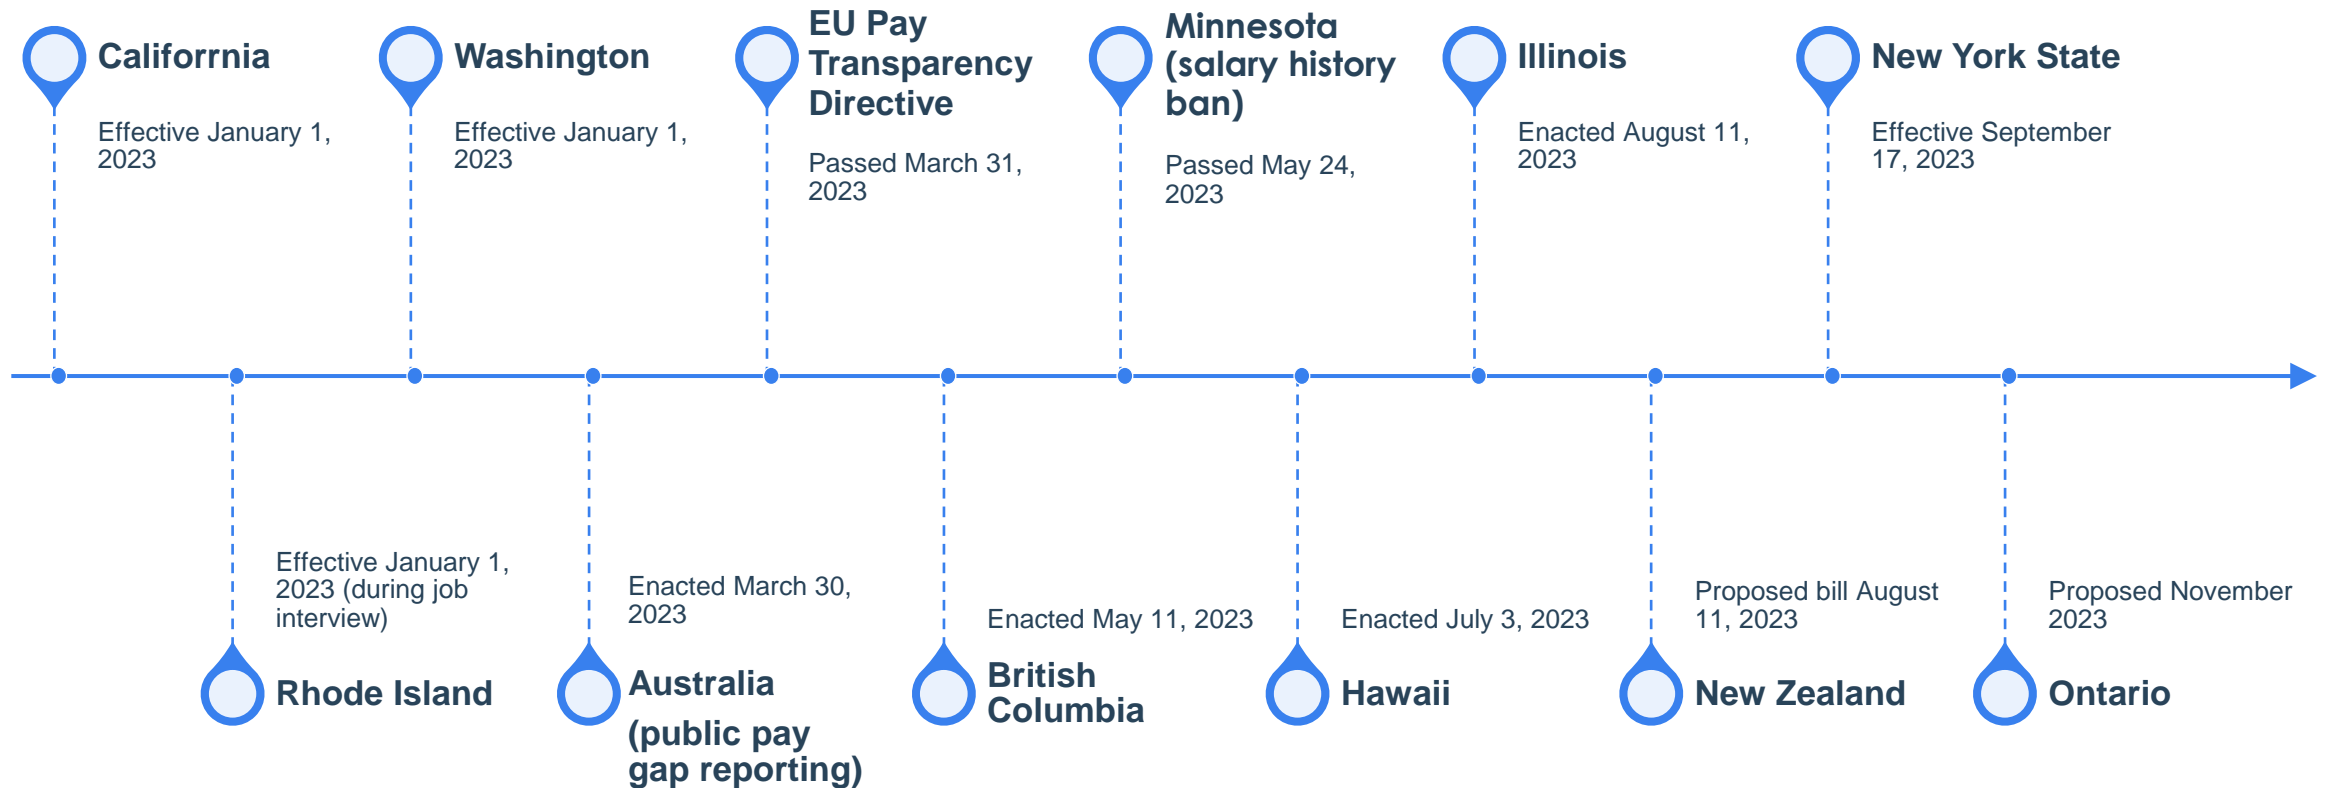 Califorrnia
Effective January 1,
2023
Washington
Effective January 1,
2023
EU Pay
Transparency
Directive
Passed March 31,
2023
Minnesota
(salary history
ban)
Passed May 24,
2023
Illinois
Enacted August 11,
2023
New York State
Effective September
17, 2023
Effective January 1,
2023 (during job
interview)
Rhode Island
Enacted March 30,
2023
Australia
(public pay
gap reporting)
Enacted May 11, 2023
British
Columbia
Enacted July 3, 2023
Hawaii
Proposed bill August
11, 2023
New Zealand
Proposed November
2023
Ontario